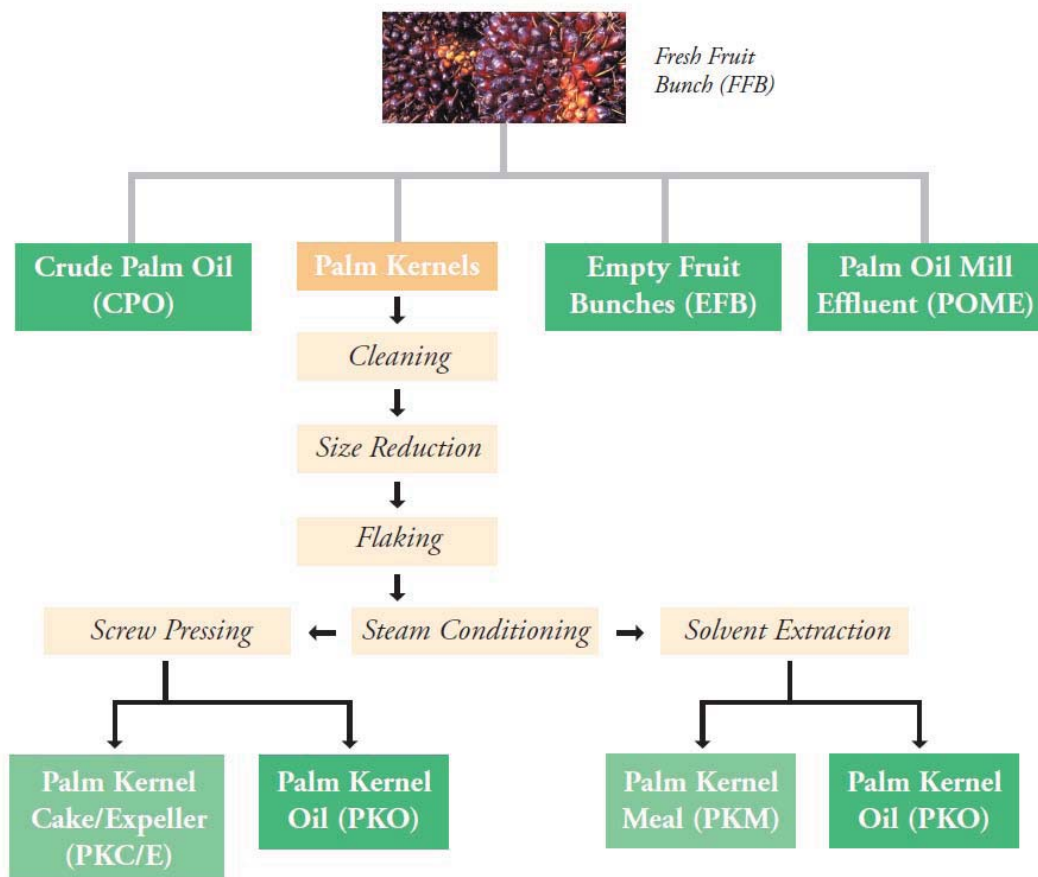 Fresh Fruit
Bunch (FFB)
Crude Palm Oil
(CPO)
Palm Kernels
Empty Fruit
Bunches (EFB)
Palm Oil Mill
Effluent (POME)
Cleaning
Size Reduction
Flaking
Screw Pressing
Steam Conditioning
Solvent Extraction
Palm Kernel
Cake/Expeller
(PKC/E)
Palm Kernel
Oil (PKO)
Palm Kernel
Meal (PKM)
Palm Kernel
Oil (PKO)